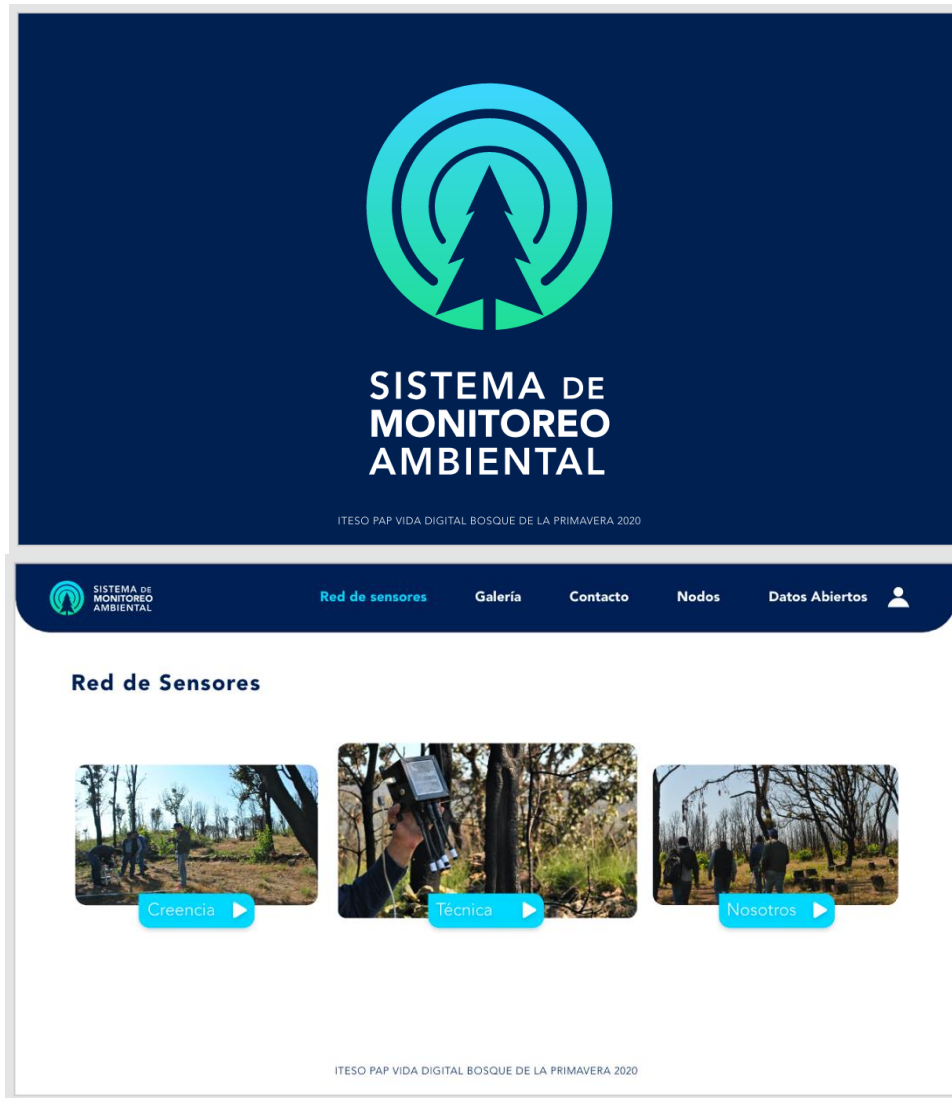 SISTEMA DE
MONITOREO
AMBIENTAL
ITESO PAP VIDA DIGITAL BOSQUE DE LA PRIMAVERA 2020
SISTEMA DE
MONITOREO
AMBIENTAL
Red de sensores Galería Contacto Nodos Datos Abiertos
Red de Sensores
Creencia Técnica Nosotros
ITESO PAP VIDA DIGITAL BOSQUE DE LA PRIMAVERA 2020